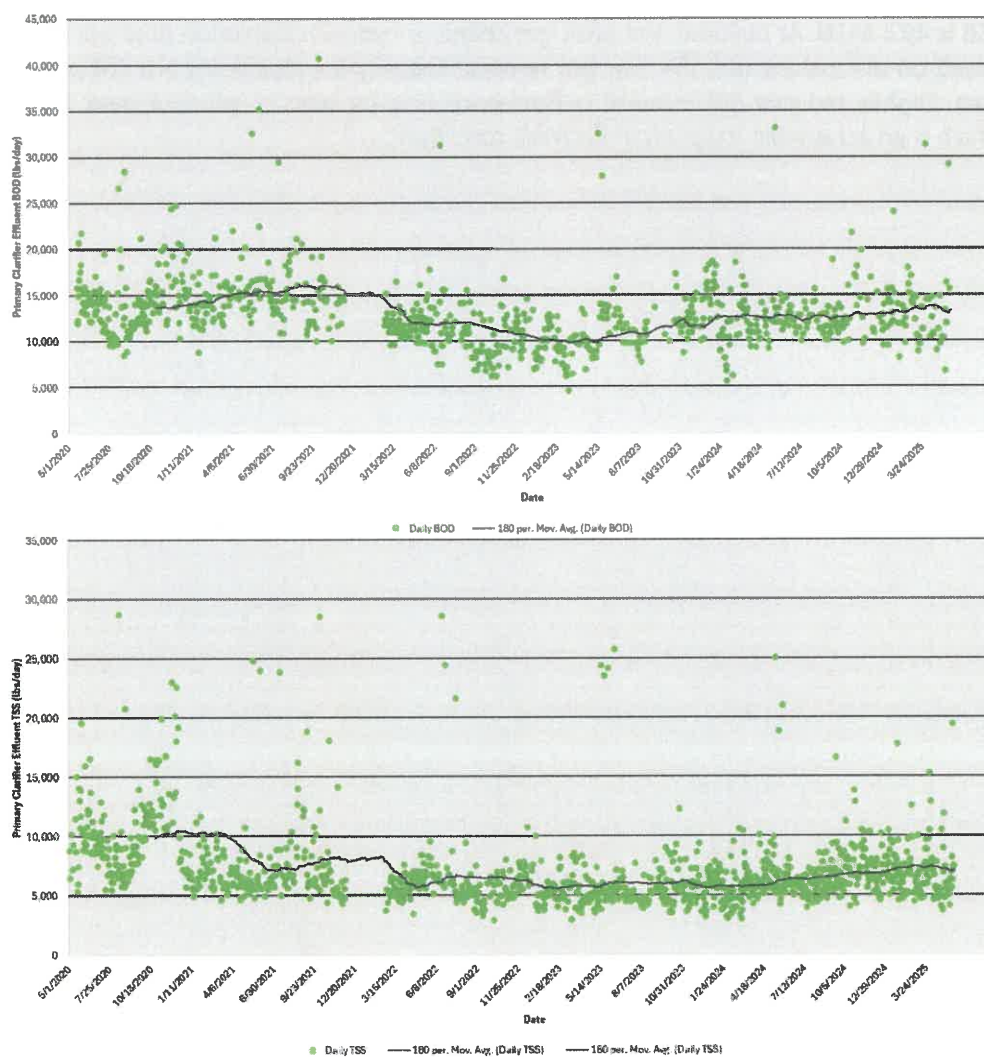 45,000
40,000
35,000
30,000
25,000
20,000
15,000
10,000
5,000
0
Primary Clarifier Effluent BOD (lbs/day)
5/1/2020 7/25/2020 10/18/2020 1/11/2021 4/6/2021 6/30/2021 9/23/2021 12/20/2021 3/15/2022 6/8/2022 9/1/2022 11/25/2022 2/18/2023 5/14/2023 8/7/2023 10/31/2023 1/24/2024 4/18/2024 7/12/2024 10/5/2024 12/29/2024 3/24/2025
Date
Daily BOD 180 per. Mov. Avg. (Daily BOD)
35,000
30,000
25,000
20,000
15,000
10,000
5,000
0
Primary Clarifier Effluent TSS (lbs/day)
5/1/2020 7/25/2020 10/18/2020 1/11/2021 4/6/2021 6/30/2021 9/23/2021 12/20/2021 3/15/2022 6/8/2022 9/1/2022 11/25/2022 2/18/2023 5/14/2023 8/7/2023 10/31/2023 1/24/2024 4/18/2024 7/12/2024 10/5/2024 12/29/2024 3/24/2025
Date
Daily TSS 180 per. Mov. Avg. (Daily TSS) 180 per. Mov. Avg. (Daily TSS)